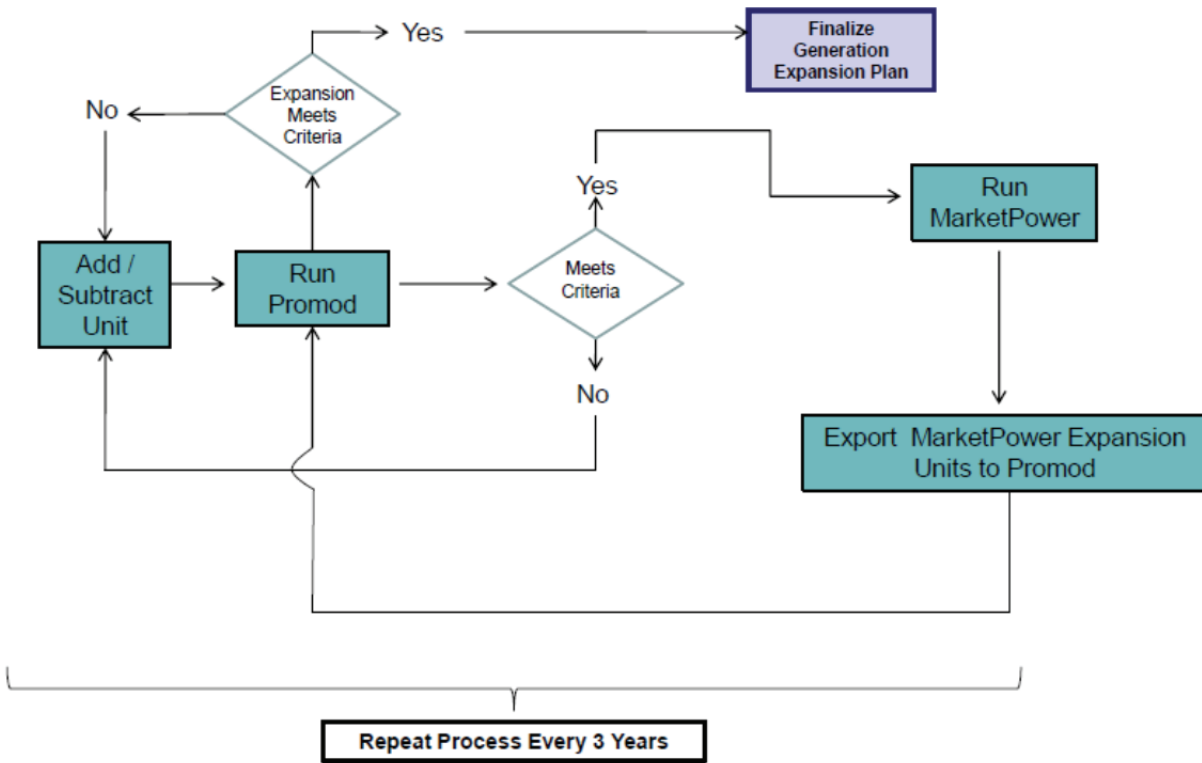 Yes
Finalize
Generation
Expansion Plan
Expansion
Meets
Criteria
No
Yes
Run
MarketPower
Add /
Subtract
Unit
Run
Promod
Meets
Criteria
No
Export MarketPower Expansion
Units to Promod
Repeat Process Every 3 Years